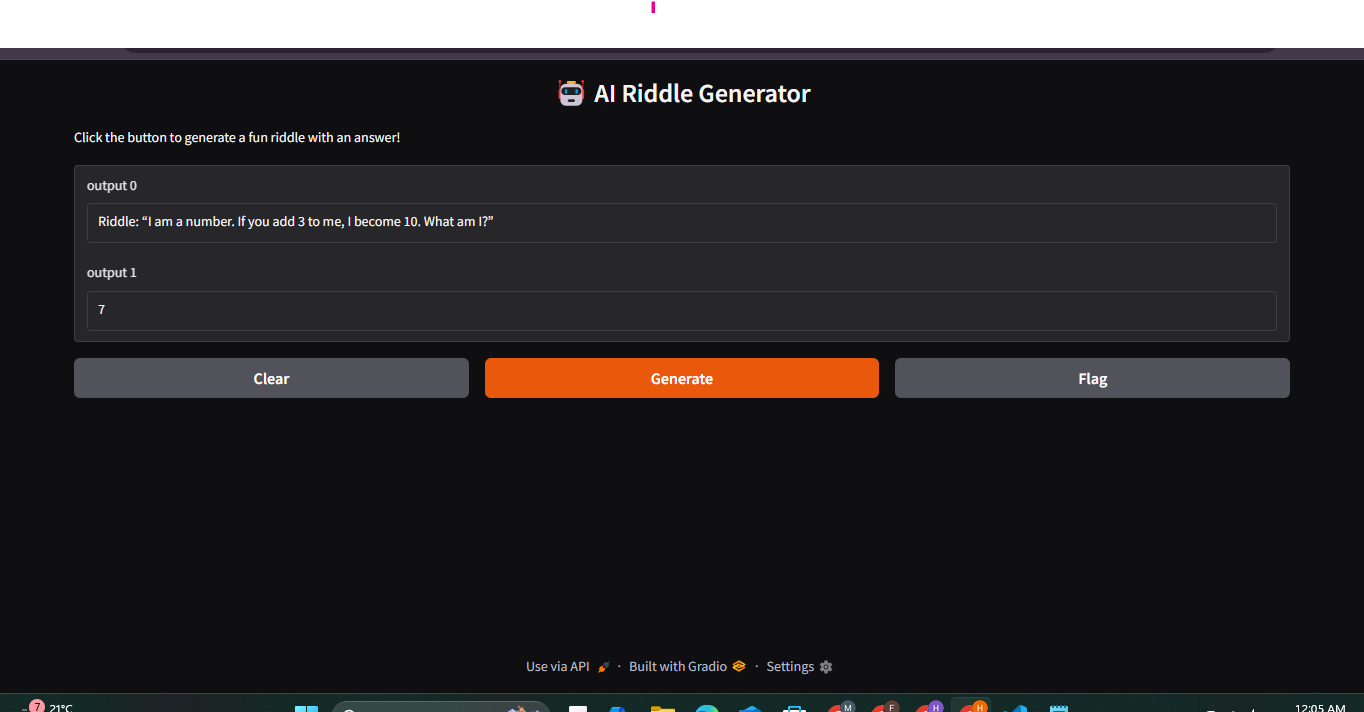 AI Riddle Generator
Click the button to generate a fun riddle with an answer!
output 0
Riddle: “I am a number. If you add 3 to me, I become 10. What am I?”
output 1
7
Clear Generate Flag
Use via API · Built with Gradio · Settings
7 21°C M F H H 12:05 AM